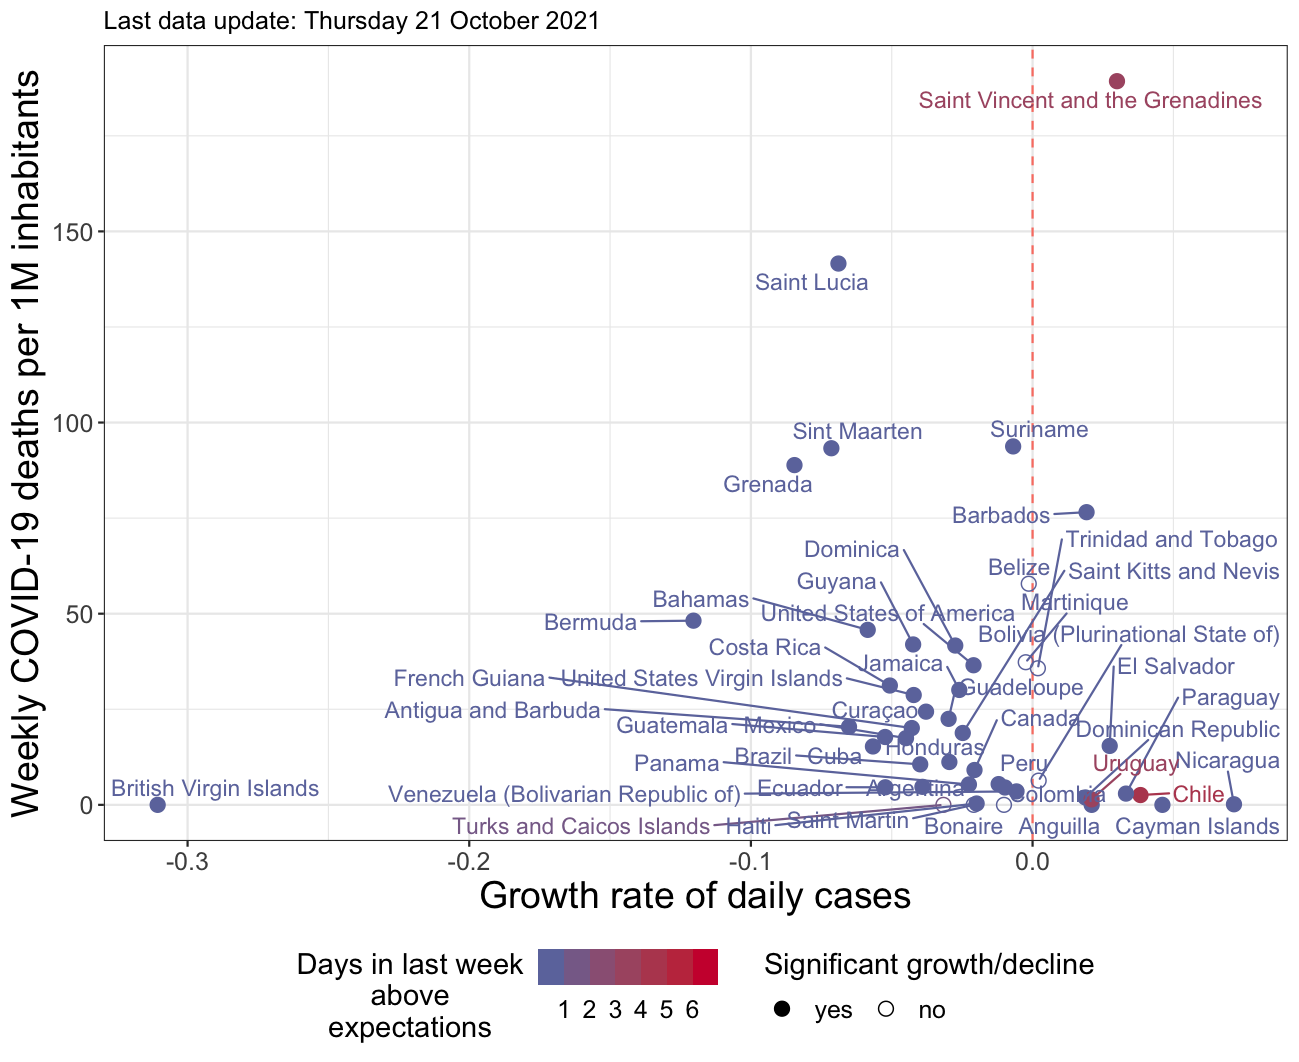 Last data update: Thursday 21 October 2021
Weekly COVID-19 deaths per 1M inhabitants
150
100
50
0
Saint Vincent and the Grenadines
Saint Lucia
Sint Maarten
Suriname
Grenada
Barbados
Trinidad and Tobago
Dominica
Belize
Saint Kitts and Nevis
Guyana
Bahamas
Martinique
United States of America
Bermuda
Bolivia (Plurinational State of)
Costa Rica
Jamaica
El Salvador
French Guiana
United States Virgin Islands
Guadeloupe
Paraguay
Antigua and Barbuda
Curaçao
Canada
Guatemala
Mexico
Dominican Republic
Honduras
Brazil
Cuba
Panama
Peru
Uruguay
Nicaragua
British Virgin Islands
Venezuela (Bolivarian Republic of)
Ecuador
Argentina
Colombia
Chile
Turks and Caicos Islands
Haiti
Saint Martin
Bonaire
Anguilla
Cayman Islands
-0.3
-0.2
-0.1
0.0
Growth rate of daily cases
Days in last week
above
expectations
1 2 3 4 5 6
Significant growth/decline
yes
no